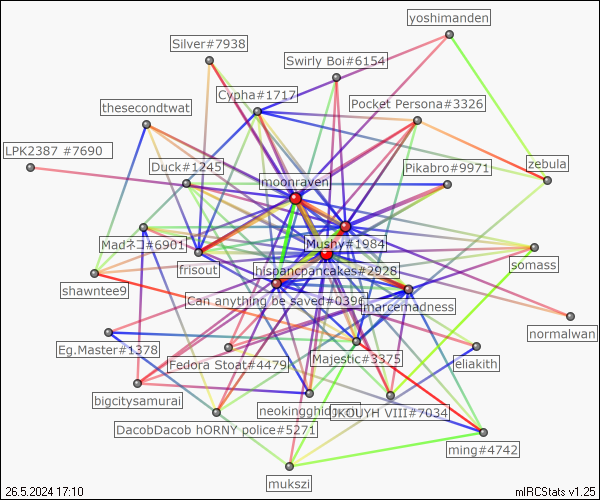 yoshimanden
Silver#7938
Swirly Boi#6154
Cypha#1717
thesecondtwat
Pocket Persona#3326
LPK2387 #7690
Duck#1245
Pikabro#9971
zebula
moonraven
Madネコ#6901
Mushy#1984
somass
frisout
hispancpancakes#2928
shawntee9
Can anything be saved#0396
marcemadness
normalwan
Eg.Master#1378
Majestic#3375
Fedora Stoat#4479
eliakith
bigcitysamurai
JKOUYH VIII#7034
DacobDacob hORNY police#5271
ming#4742
mukszi
26.5.2024 17:10
mIRCStats v1.25